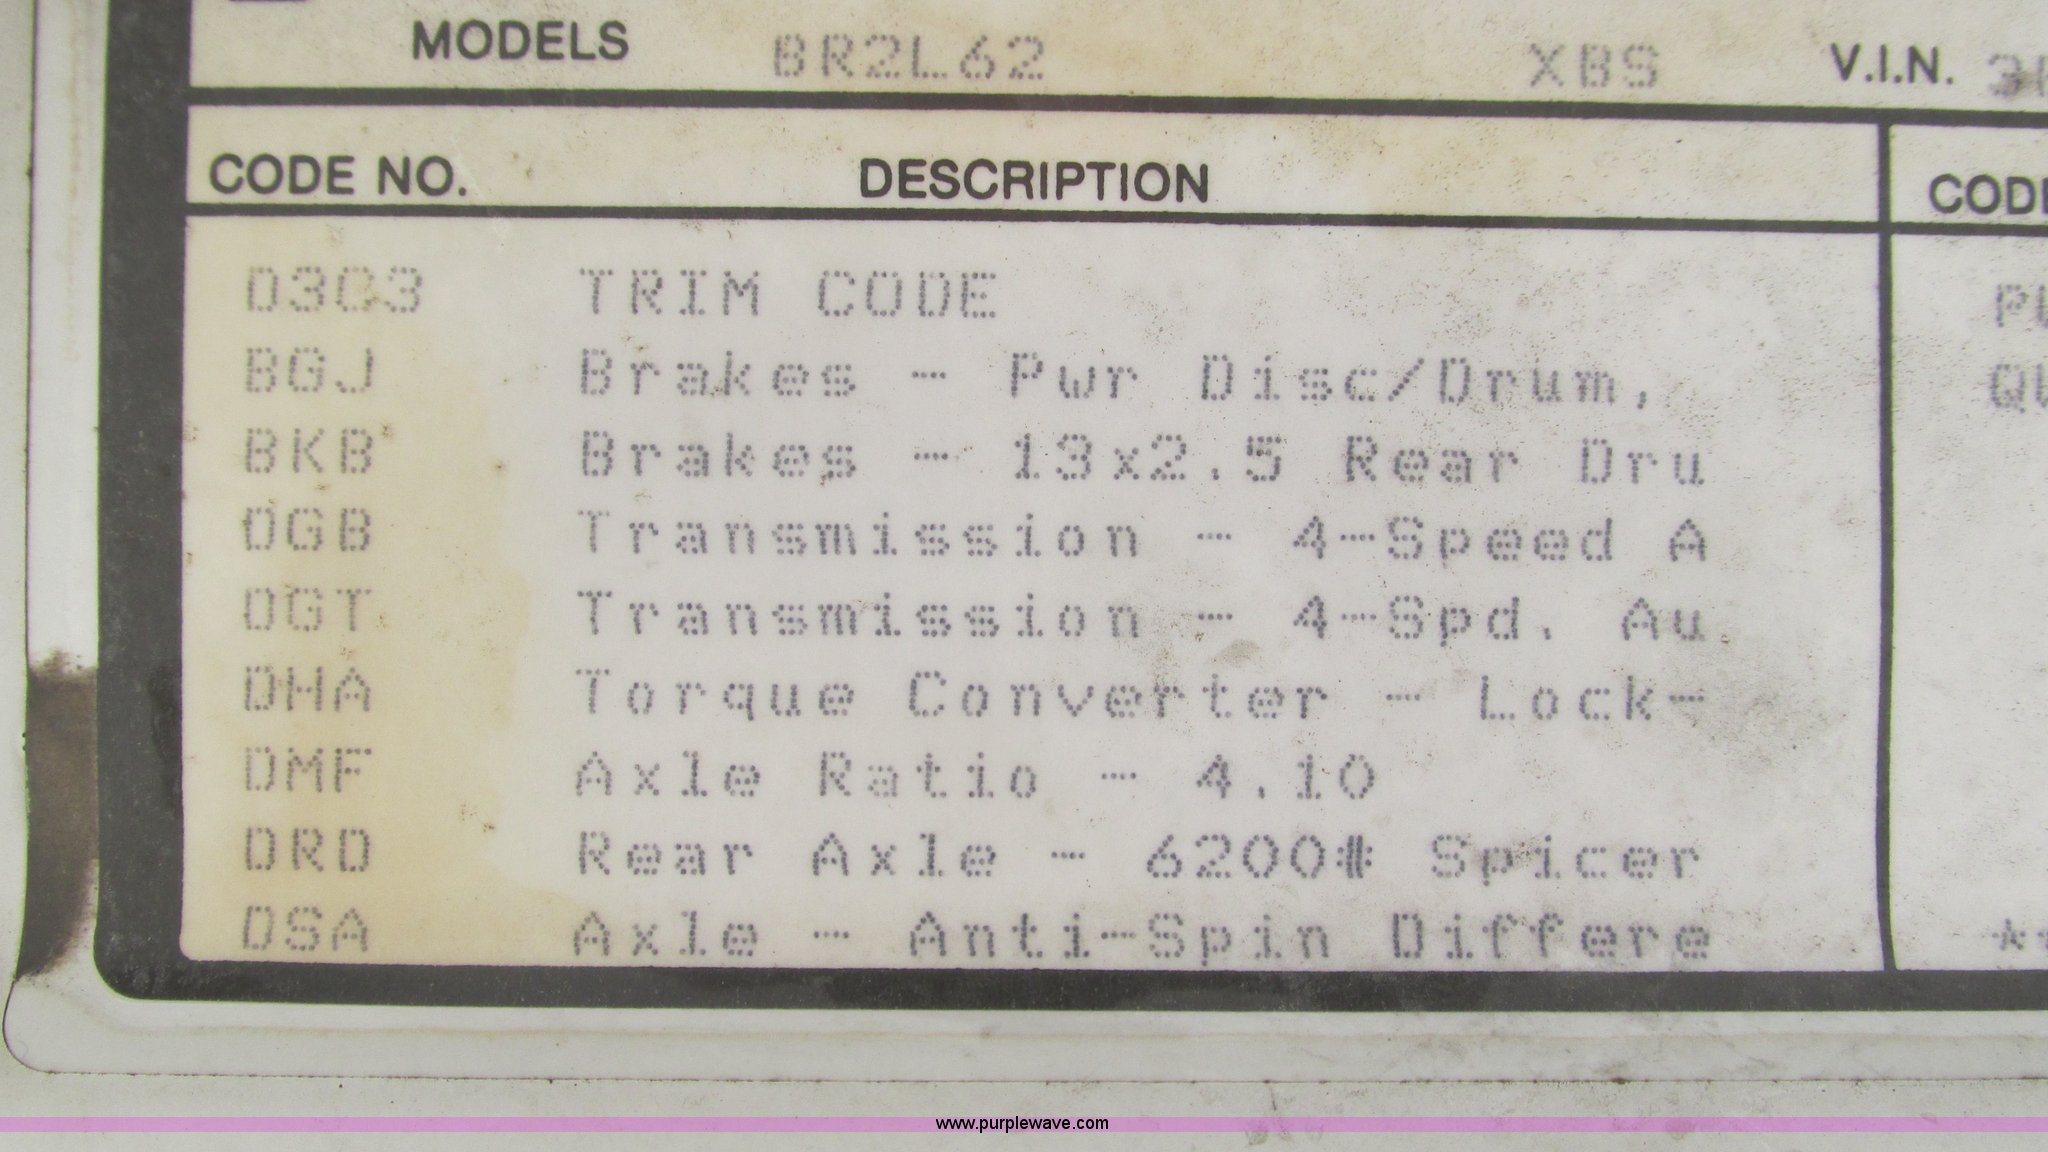 MODELS BR2L62 XBS V.I.N.
CODE NO. DESCRIPTION
D3C3 TRIM CODE
BGJ Brakes - Pwr Disc/Drum,
BKB Brakes - 13x2.5 Rear Dru
DGB Transmission - 4-Speed A
DGT Transmission - 4-Spd. Au
DHA Torque Converter - Lock-
DMF Axle Ratio - 4.10
DRD Rear Axle - 6200# Spicer
DSA Axle - Anti-Spin Differe
www.purplewave.com